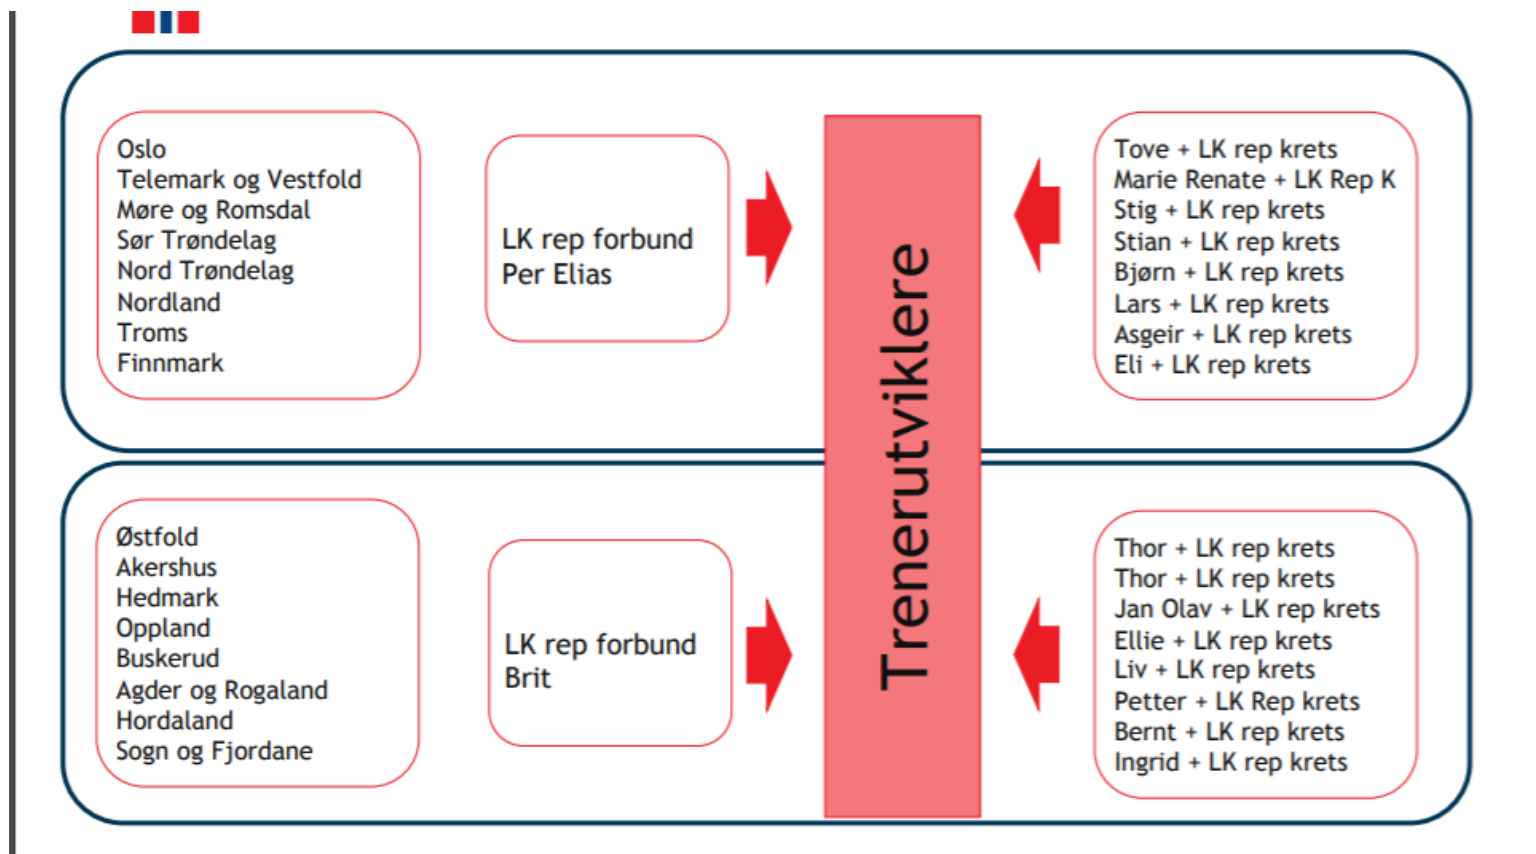 Oslo
Telemark og Vestfold
Møre og Romsdal
Sør Trøndelag
Nord Trøndelag
Nordland
Troms
Finnmark
LK rep forbund
Per Elias
Trenerutviklere
Tove + LK rep krets
Marie Renate + LK Rep K
Stig + LK rep krets
Stian + LK rep krets
Bjørn + LK rep krets
Lars + LK rep krets
Asgeir + LK rep krets
Eli + LK rep krets
Østfold
Akershus
Hedmark
Oppland
Buskerud
Agder og Rogaland
Hordaland
Sogn og Fjordane
LK rep forbund
Brit
Thor + LK rep krets
Thor + LK rep krets
Jan Olav + LK rep krets
Ellie + LK rep krets
Liv + LK rep krets
Petter + LK Rep krets
Bernt + LK rep krets
Ingrid + LK rep krets